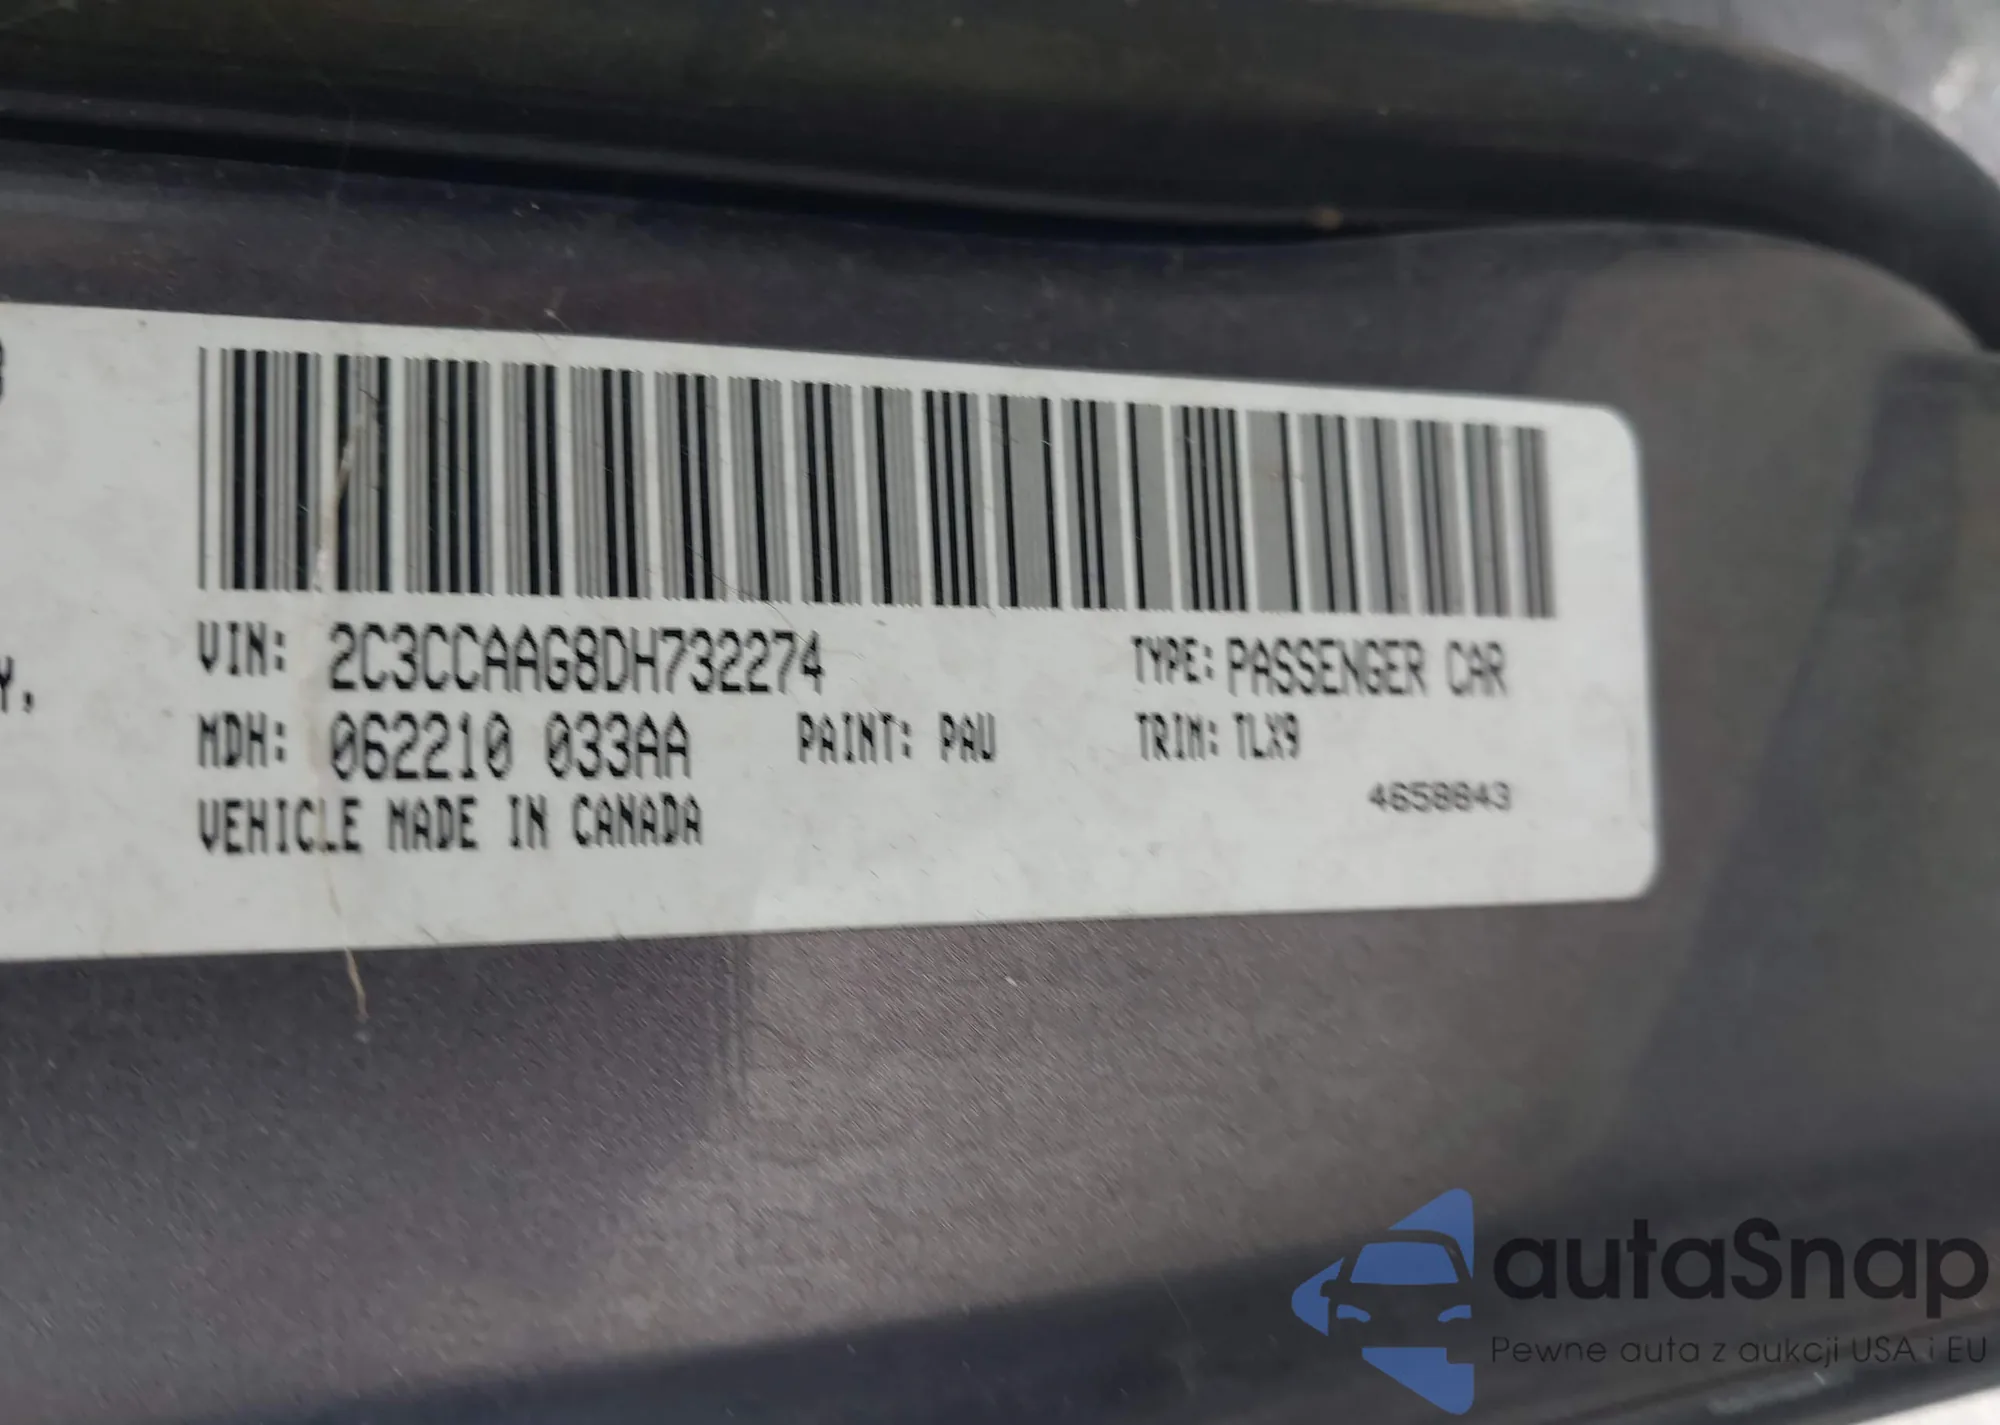 Y.
VIN: 2C3CCAAG8DH732274 TYPE: PASSENGER CAR
MDH: 062210 033AA PAINT: PAU TRIM: TLX9
4658843
VEHICLE MADE IN CANADA
autaSnap
Pewne auta z aukcji USA i EU